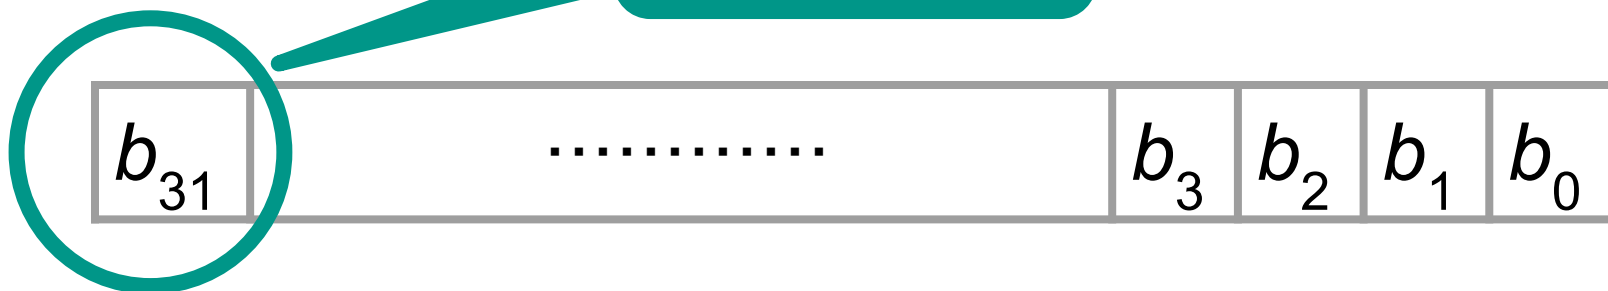 b31 ............ b3 b2 b1 b0